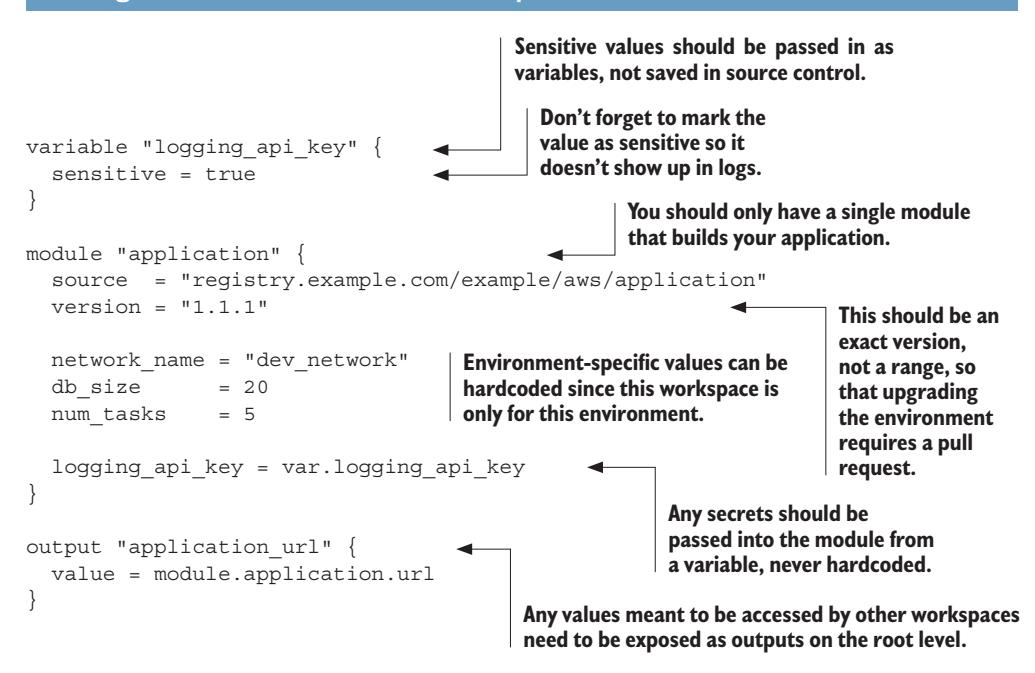 Sensitive values should be passed in as
variables, not saved in source control.
Don't forget to mark the
value as sensitive so it
doesn't show up in logs.
variable "logging_api_key" {
  sensitive = true
}
You should only have a single module
that builds your application.
module "application" {
  source  = "registry.example.com/example/aws/application"
  version = "1.1.1"
This should be an
exact version,
not a range, so
that upgrading
the environment
requires a pull
request.
  network_name = "dev_network"
  db_size      = 20
  num_tasks    = 5
Environment-specific values can be
hardcoded since this workspace is
only for this environment.
  logging_api_key = var.logging_api_key
}
Any secrets should be
passed into the module from
a variable, never hardcoded.
output "application_url" {
  value = module.application.url
}
Any values meant to be accessed by other workspaces
need to be exposed as outputs on the root level.